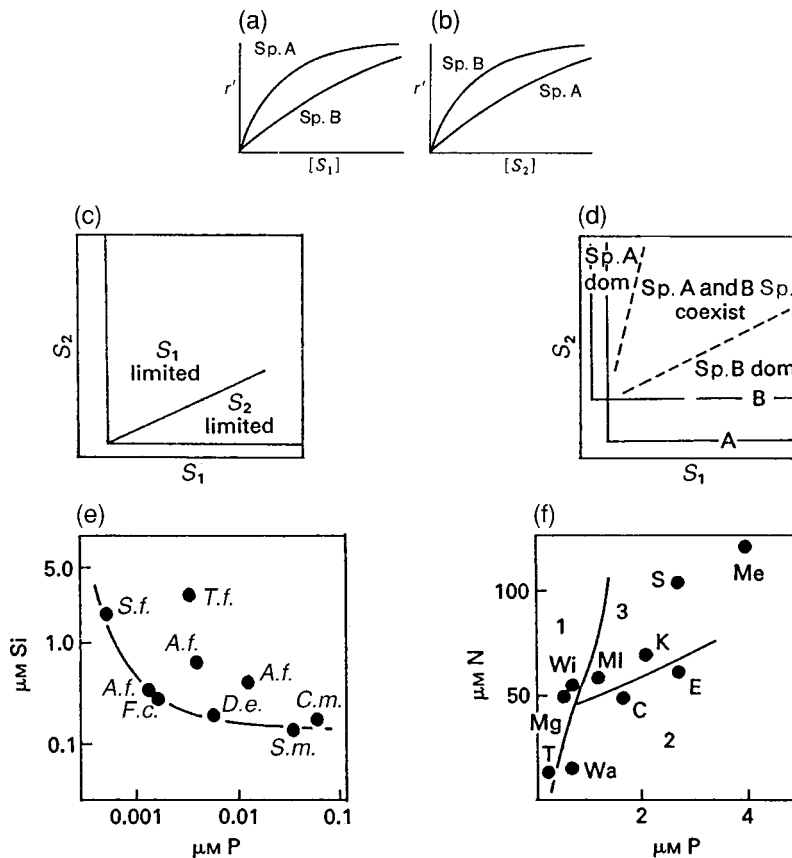 (a)
Sp. A
r'
Sp. B
[S₁]
(b)
Sp. B
r'
Sp. A
[S₂]
(c)
S₂
S₁
limited
S₂
limited
S₁
(d)
Sp. A
dom
Sp. A and B Sp.
coexist
S₂
Sp. B dom
B
A
S₁
(e)
5.0
T.f.
S.f.
μM Si
1.0
A.f.
A.f.
A.f.
D.e.
C.m.
F.c.
0.1
S.m.
0.001
0.01
0.1
μM P
(f)
Me
100
S
1
3
K
μM N
Wi
MI
E
50
Mg
C
2
T
Wa
2
4
μM P